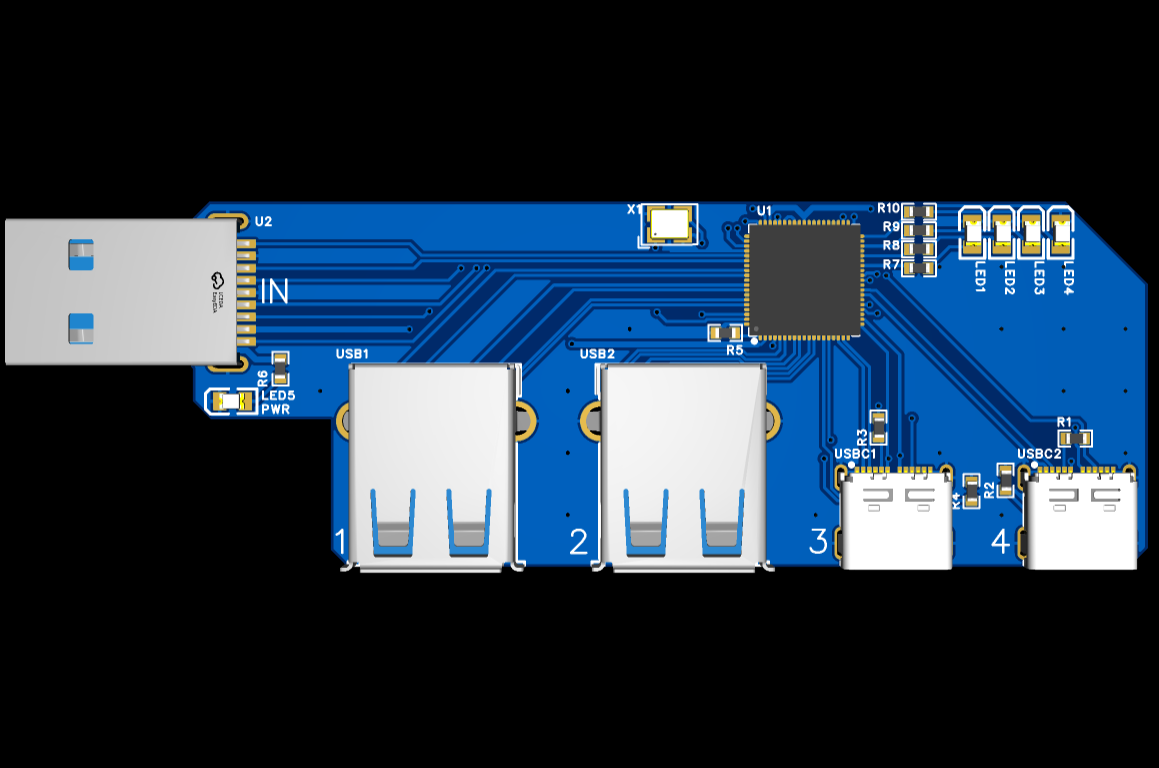 U2
X1
U1
R10
R9
R8
R7
IN
LED1
LED2
LED3
LED4
R5
USB1
USB2
R6
LED5
PWR
R3
R1
USBC1
USBC2
R4
R2
1
2
3
4